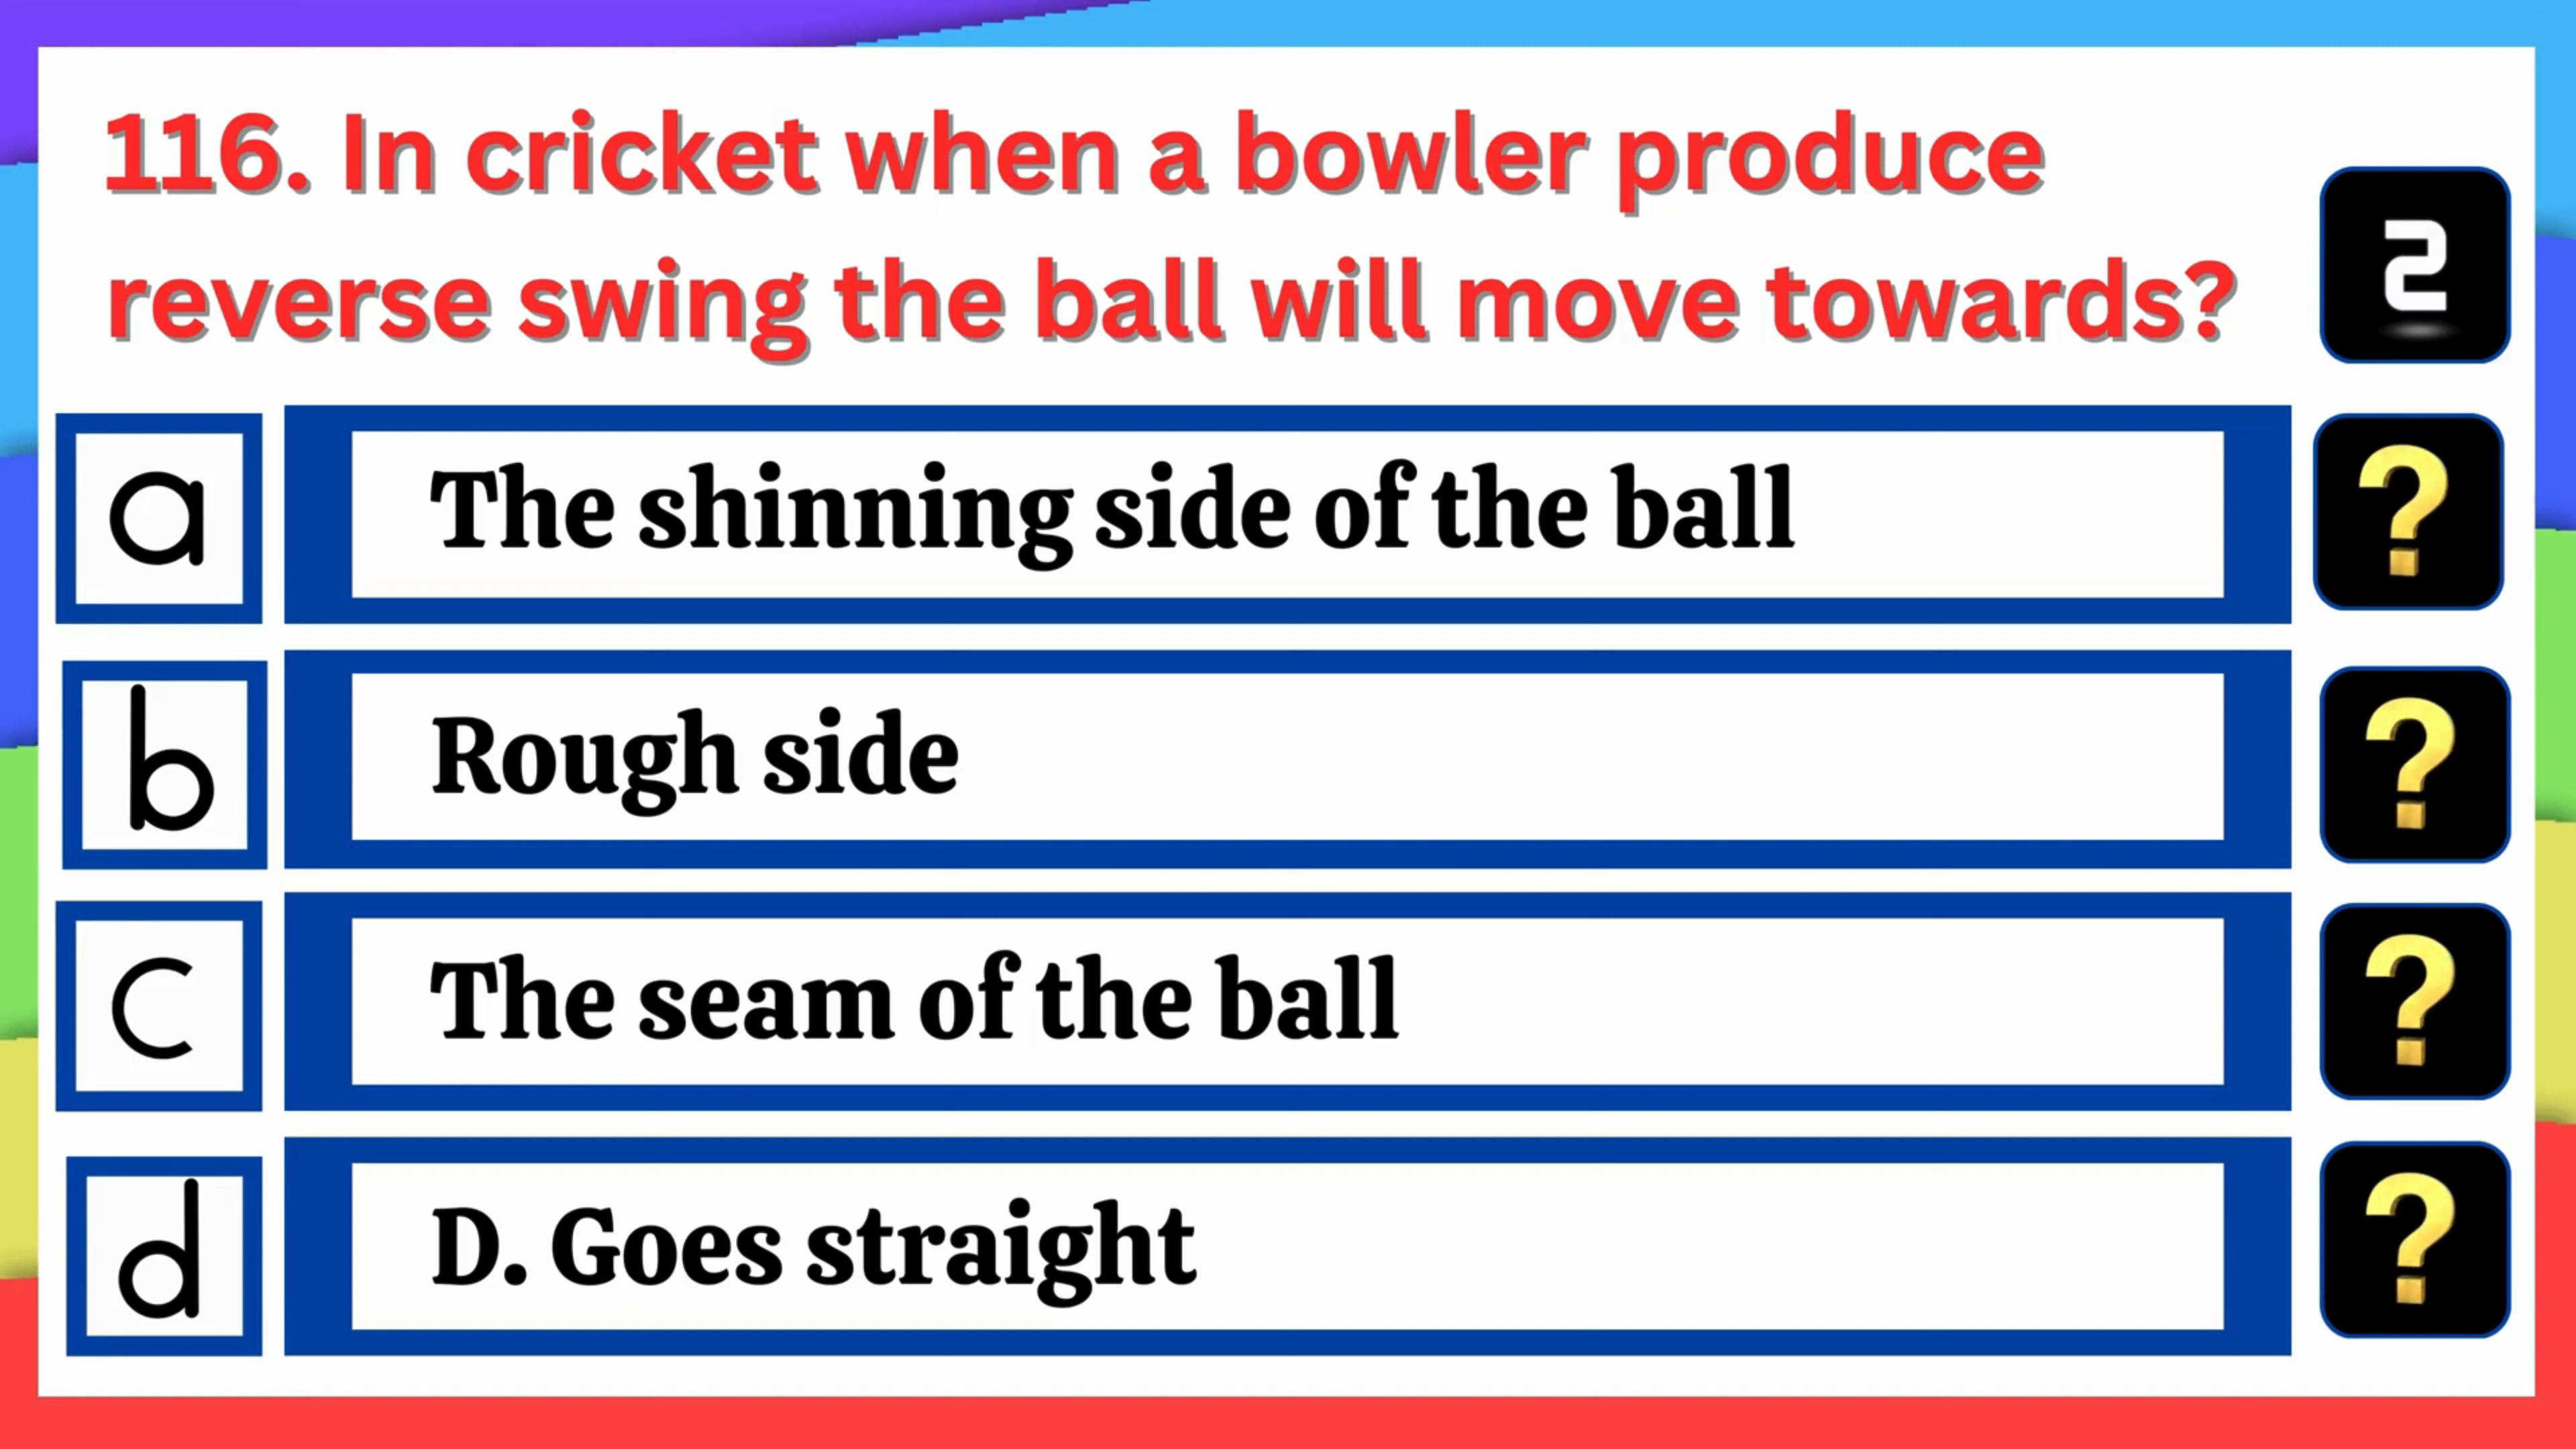 116. In cricket when a bowler produce
reverse swing the ball will move towards?
2
a
The shinning side of the ball
?
b
Rough side
?
c
The seam of the ball
?
d
D. Goes straight
?